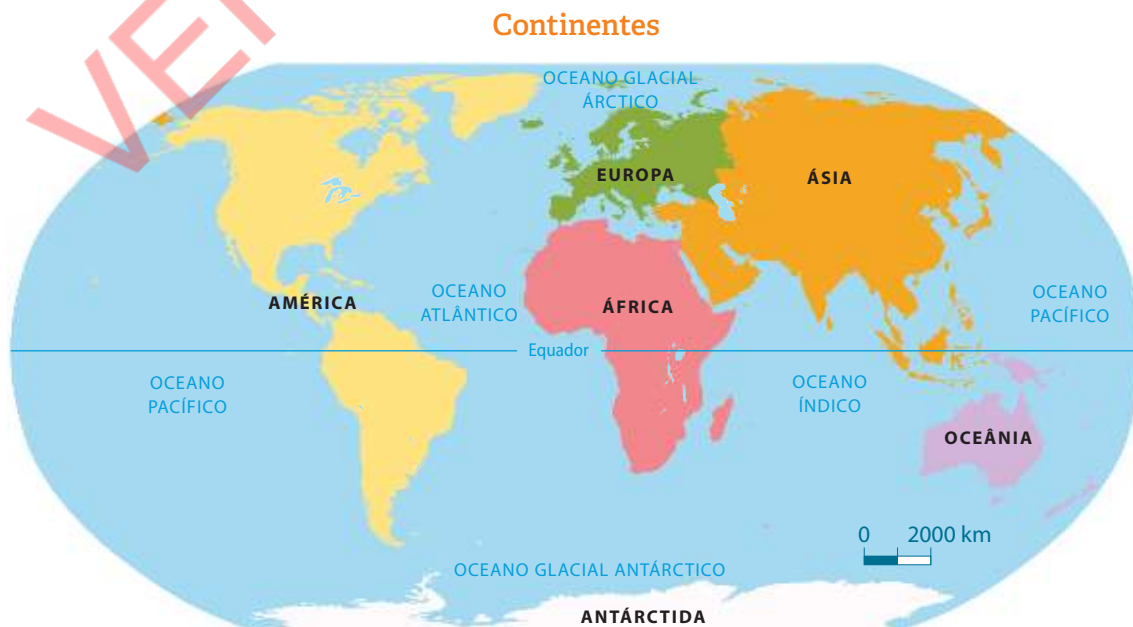 Continentes
OCEANO GLACIAL
ÁRCTICO
EUROPA
ÁSIA
AMÉRICA
OCEANO
ATLÂNTICO
ÁFRICA
OCEANO
PACÍFICO
Equador
OCEANO
PACÍFICO
OCEANO
ÍNDICO
OCEÂNIA
0 2000 km
OCEANO GLACIAL ANTÁRCTICO
ANTÁRCTIDA